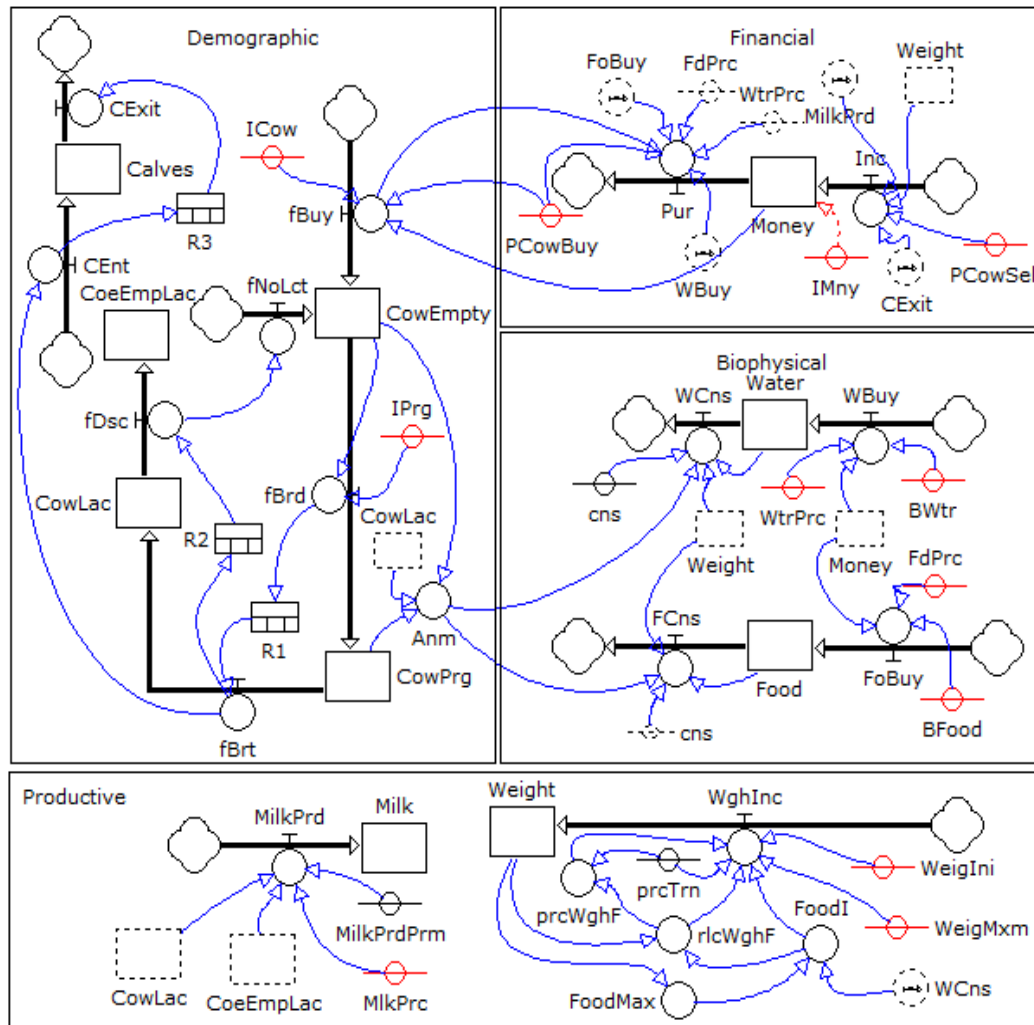 Demographic
CExit
ICow
Calves
fBuy
R3
CEnt
CoeEmpLac
fNoLct
CowEmpty
fDsc
IPrg
CowLac
fBrd
CowLac
R2
R1
Anm
CowPrg
fBrt
Financial
FoBuy
FdPrc
Weight
WtrPrc
MilkPrd
Inc
Pur
Money
PCowBuy
WBuy
IMny
PCowSel
CExit
Biophysical
WCns
Water
WBuy
cns
WtrPrc
BWtr
Weight
Money
FdPrc
FCns
Food
FoBuy
cns
BFood
Productive
MilkPrd
Milk
Weight
WghInc
prcTrn
WeigIni
prcWghF
FoodI
MilkPrdPrm
rlcWghF
WeigMxm
CowLac
CoeEmpLac
MlkPrc
FoodMax
WCns